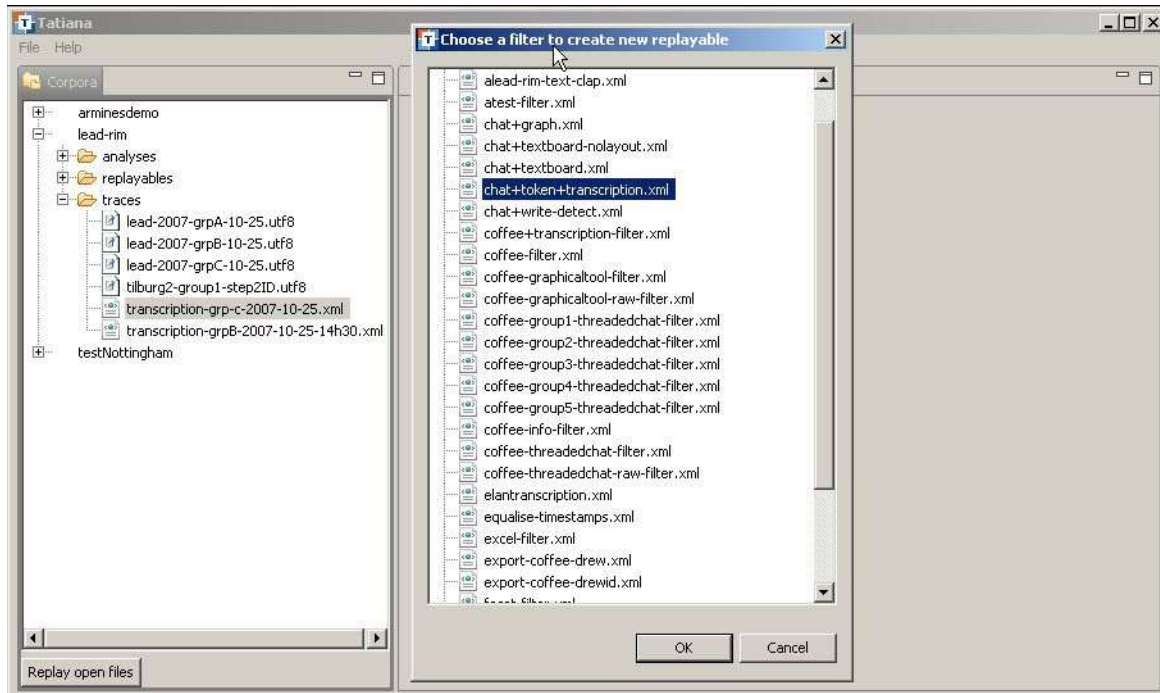 Tatiana
File Help
Corpora
arminesdemo
lead-rim
analyses
replayables
traces
lead-2007-grpA-10-25.utf8
lead-2007-grpB-10-25.utf8
lead-2007-grpC-10-25.utf8
tilburg2-group1-step2ID.utf8
transcription-grp-c-2007-10-25.xml
transcription-grpB-2007-10-25-14h30.xml
testNottingham
Replay open files
Choose a filter to create new replayable
alead-rim-text-clap.xml
atest-filter.xml
chat+graph.xml
chat+textboard-nolayout.xml
chat+textboard.xml
chat+token+transcription.xml
chat+write-detect.xml
coffee+transcription-filter.xml
coffee-filter.xml
coffee-graphicaltool-filter.xml
coffee-graphicaltool-raw-filter.xml
coffee-group1-threadedchat-filter.xml
coffee-group2-threadedchat-filter.xml
coffee-group3-threadedchat-filter.xml
coffee-group4-threadedchat-filter.xml
coffee-group5-threadedchat-filter.xml
coffee-info-filter.xml
coffee-threadedchat-filter.xml
coffee-threadedchat-raw-filter.xml
elantranscription.xml
equalise-timestamps.xml
excel-filter.xml
export-coffee-drew.xml
export-coffee-drewid.xml
OK Cancel